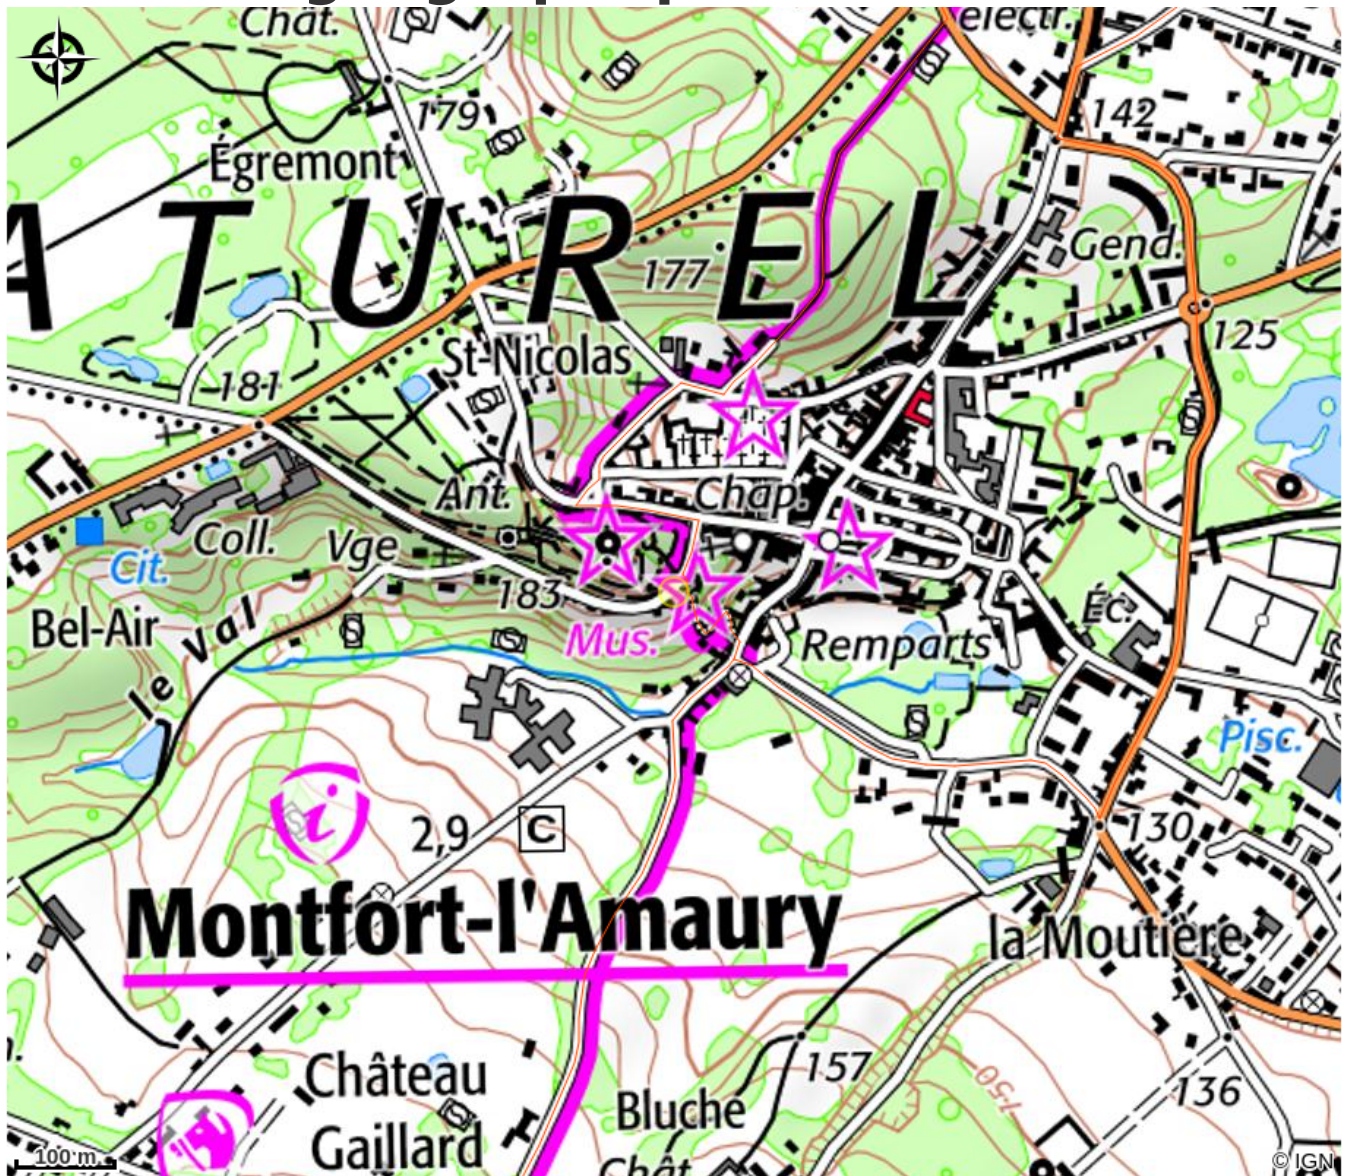 Chât.
électr.
179
142
Égremont
ATUREL
Gend.
177
125
St-Nicolas
181
Ant.
Chap.
Coll.
Vge
Cit.
183
Éc.
Bel-Air
le Val
Mus.
Remparts
Pisc.
i
2,9
C
130
Montfort-l'Amaury
la Moutière
157
150
136
Château
Gaillard
Bluche
Chât.
100 m
© IGN